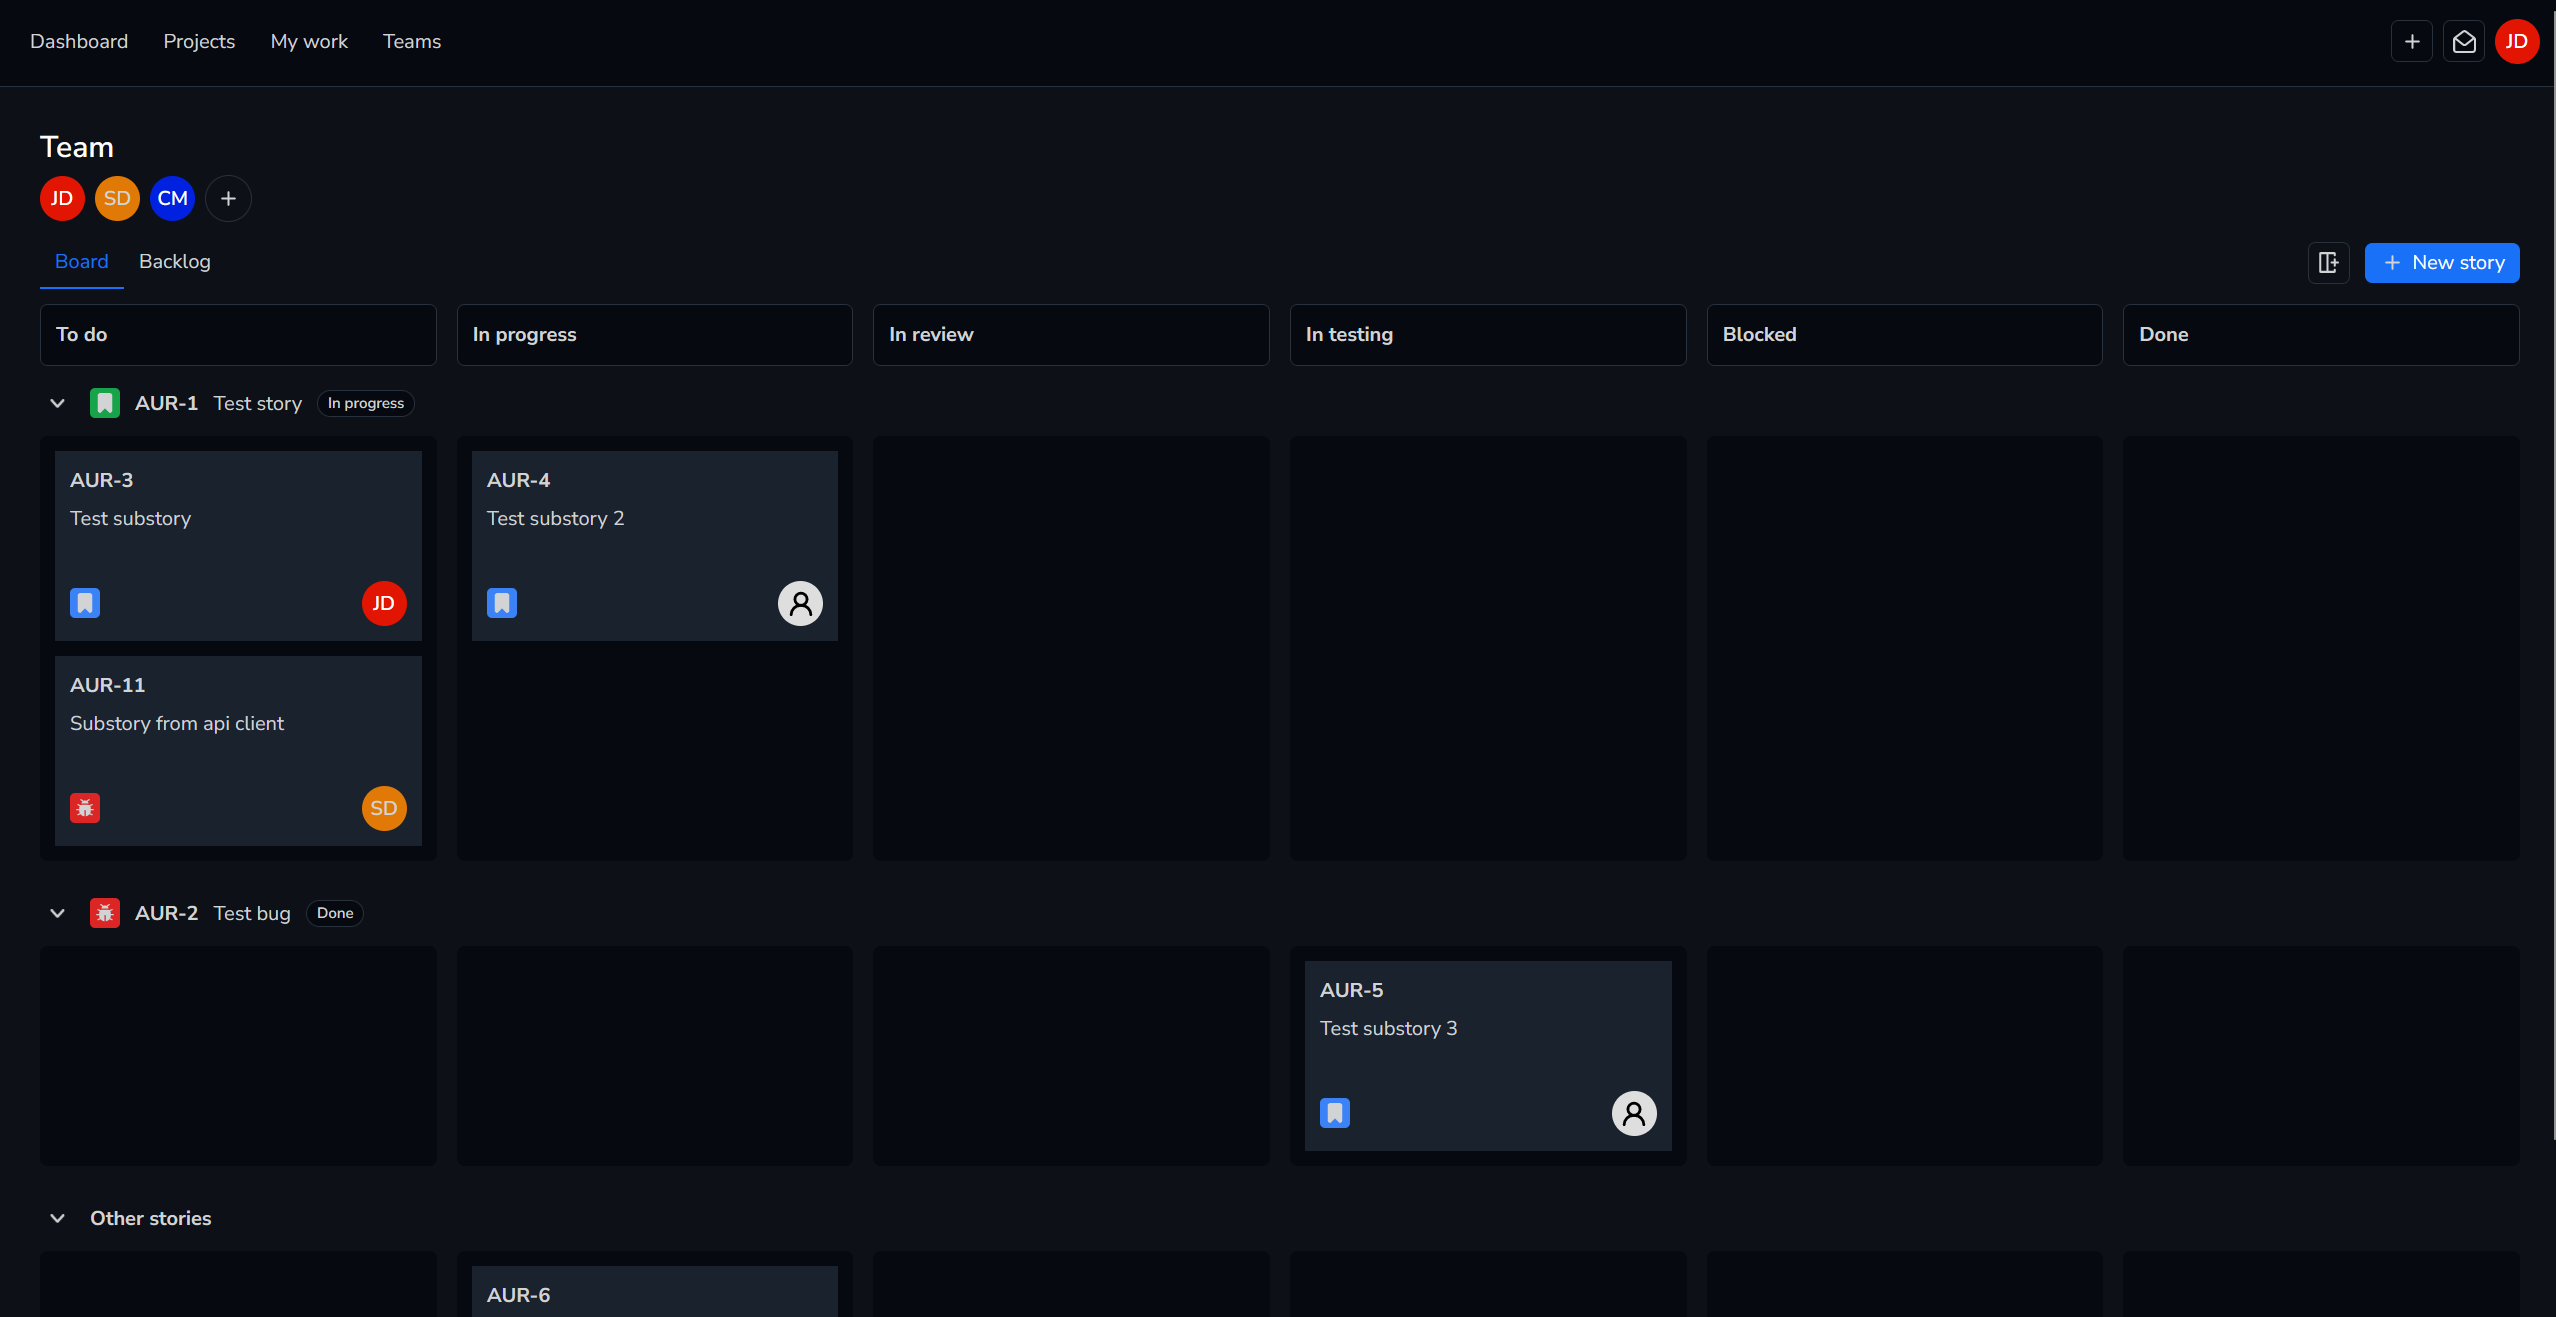 Dashboard Projects My work Teams JD
Team
JD SD CM
Board Backlog New story
To do In progress In review In testing Blocked Done
AUR-1 Test story In progress
AUR-3 AUR-4
Test substory Test substory 2
JD
AUR-11
Substory from api client
SD
AUR-2 Test bug Done
AUR-5
Test substory 3
Other stories
AUR-6